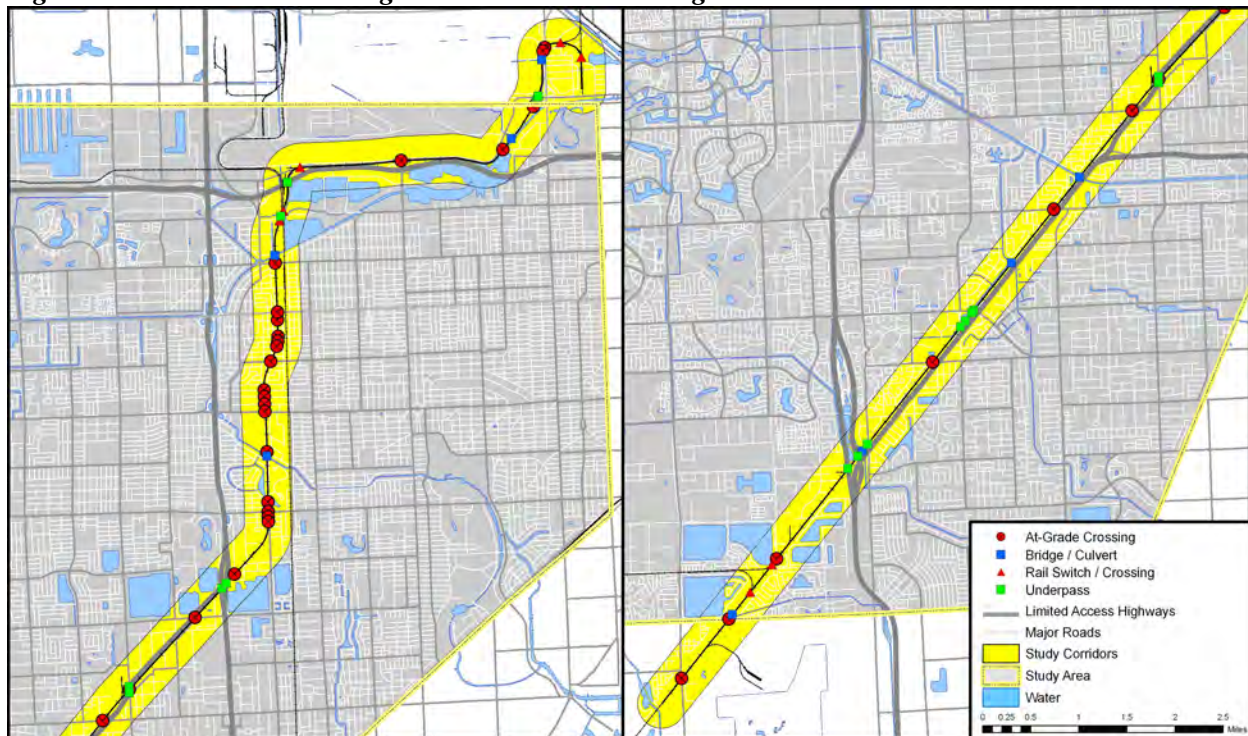 At-Grade Crossing
Bridge / Culvert
Rail Switch / Crossing
Underpass
Limited Access Highways
Major Roads
Study Corridors
Study Area
Water
0 0.25 0.5 1 1.5 2 2.5
Miles